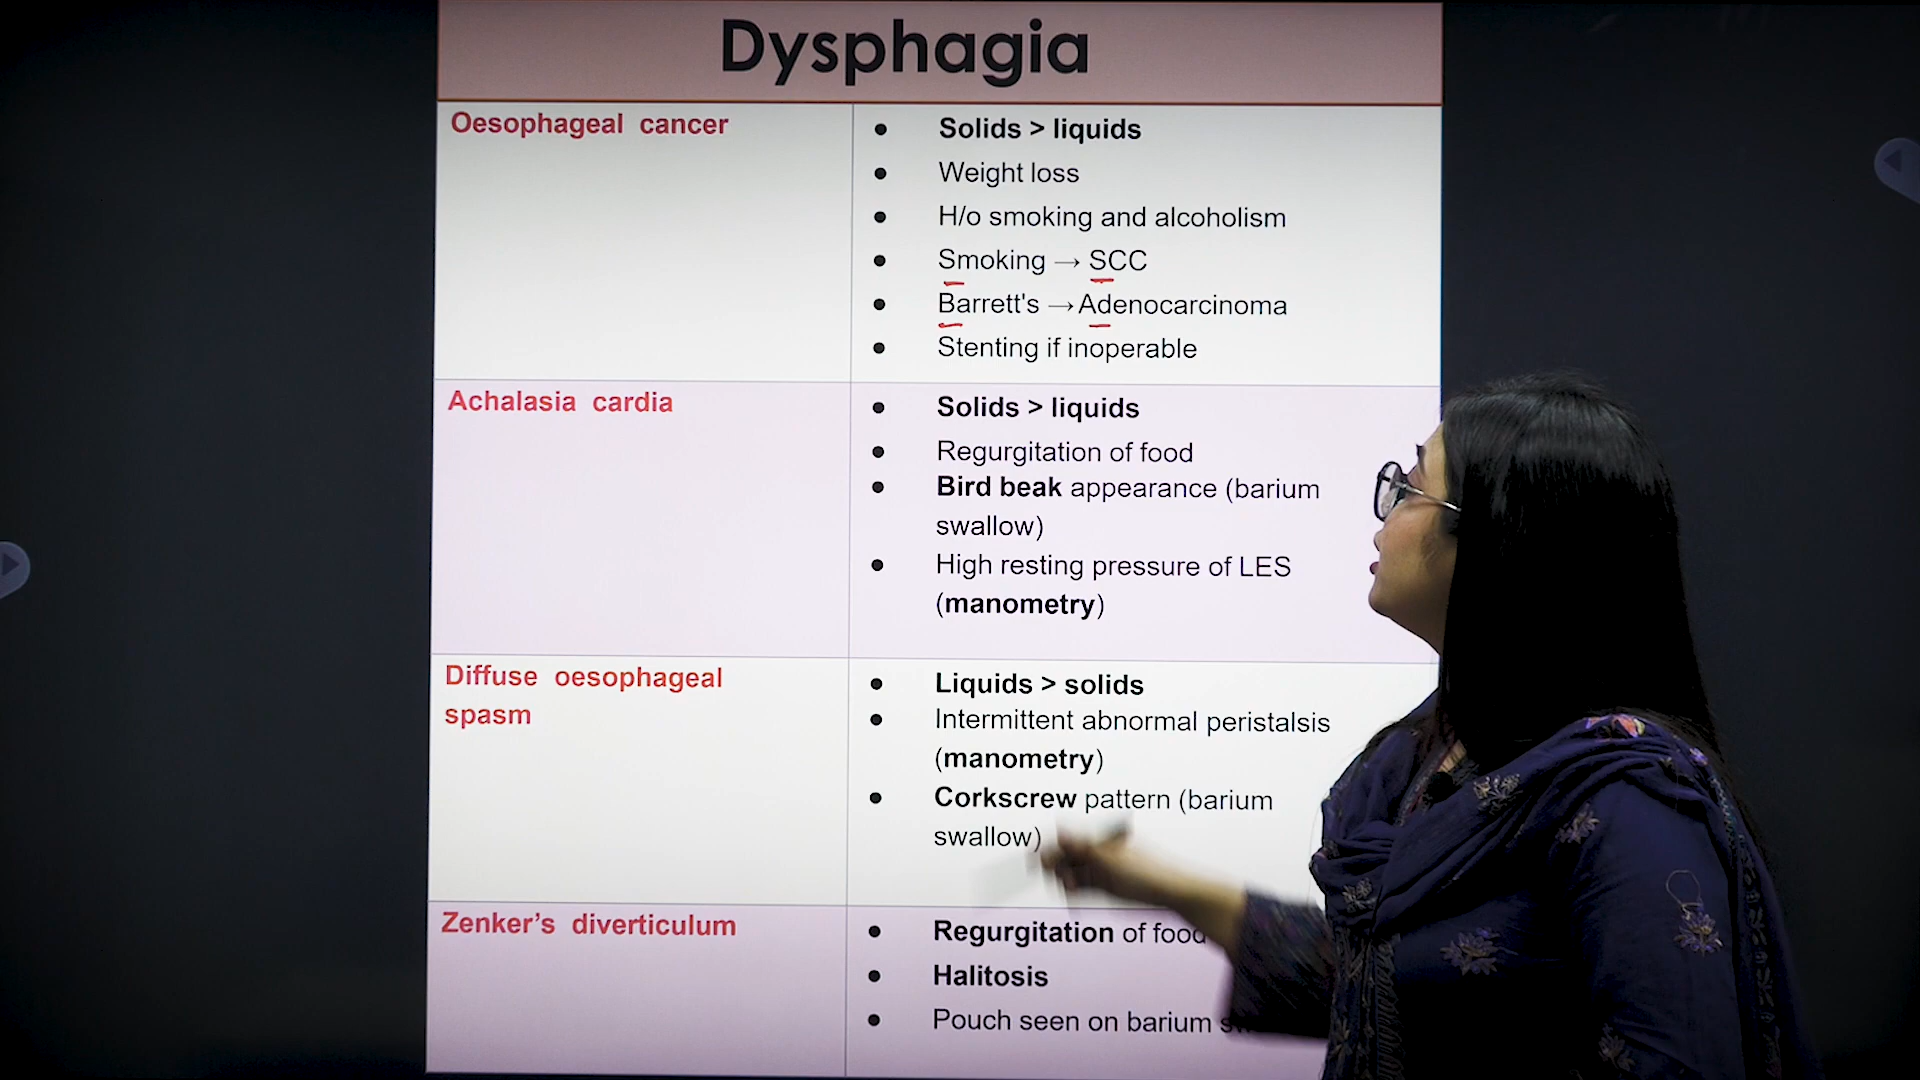 Dysphagia
Oesophageal cancer
• Solids > liquids
• Weight loss
• H/o smoking and alcoholism
• Smoking → SCC
• Barrett's → Adenocarcinoma
• Stenting if inoperable
Achalasia cardia
• Solids > liquids
• Regurgitation of food
• Bird beak appearance (barium
swallow)
• High resting pressure of LES
(manometry)
Diffuse oesophageal
spasm
• Liquids > solids
• Intermittent abnormal peristalsis
(manometry)
• Corkscrew pattern (barium
swallow)
Zenker’s diverticulum
• Regurgitation of food
• Halitosis
• Pouch seen on barium